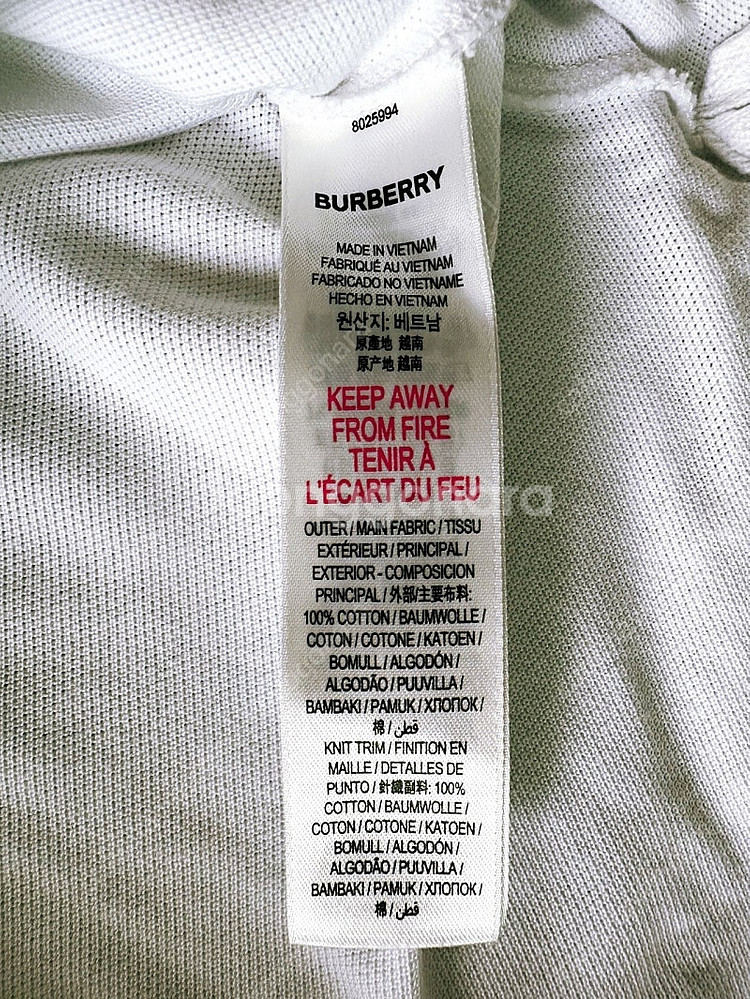 8025994
BURBERRY
MADE IN VIETNAM
FABRIQUÉ AU VIETNAM
FABRICADO NO VIETNAME
HECHO EN VIETNAM
원산지: 베트남
原產地 越南
原产地 越南
KEEP AWAY
FROM FIRE
TENIR À
L'ÉCART DU FEU
OUTER / MAIN FABRIC / TISSU
EXTÉRIEUR / PRINCIPAL /
EXTERIOR - COMPOSICION
PRINCIPAL / 外部/主要布料:
100% COTTON / BAUMWOLLE /
COTON / COTONE / KATOEN /
BOMULL / ALGODÓN /
ALGODÃO / PUUVILLA /
BAMBAKI / PAMUK / ХЛОПОК /
棉 / قطن
KNIT TRIM / FINITION EN
MAILLE / DETALLES DE
PUNTO / 針織副料: 100%
COTTON / BAUMWOLLE /
COTON / COTONE / KATOEN /
BOMULL / ALGODÓN /
ALGODÃO / PUUVILLA /
BAMBAKI / PAMUK / ХЛОПОК /
棉 / قطن